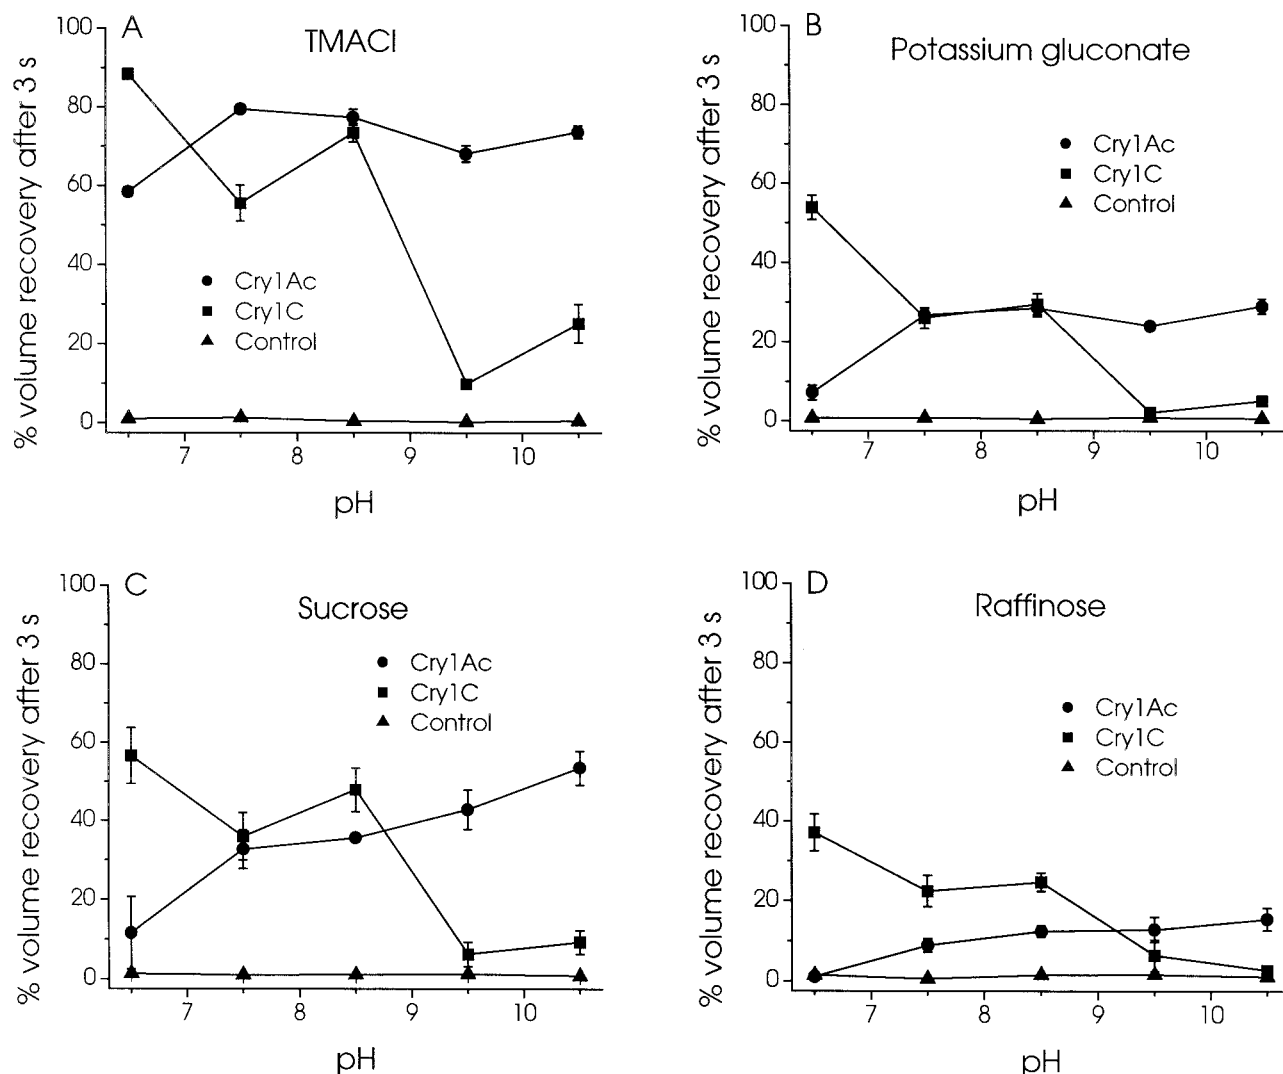 A
TMACl
% volume recovery after 3 s
100
80
60
40
20
0
Cry1Ac
Cry1C
Control
7
8
9
10
pH
B
Potassium gluconate
% volume recovery after 3 s
100
80
60
40
20
0
Cry1Ac
Cry1C
Control
7
8
9
10
pH
C
Sucrose
% volume recovery after 3 s
100
80
60
40
20
0
Cry1Ac
Cry1C
Control
7
8
9
10
pH
D
Raffinose
% volume recovery after 3 s
100
80
60
40
20
0
Cry1Ac
Cry1C
Control
7
8
9
10
pH